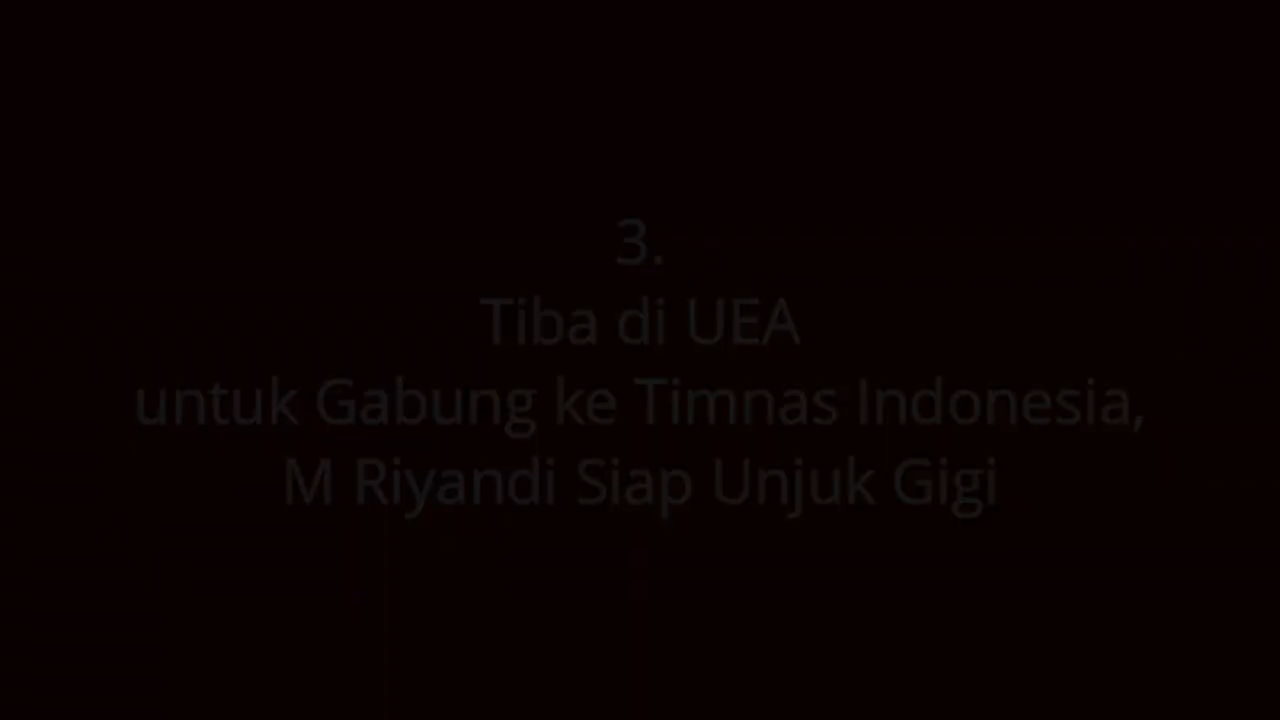 3.
Tiba di UEA
untuk Gabung ke Timnas Indonesia,
M Riyandi Siap Unjuk Gigi